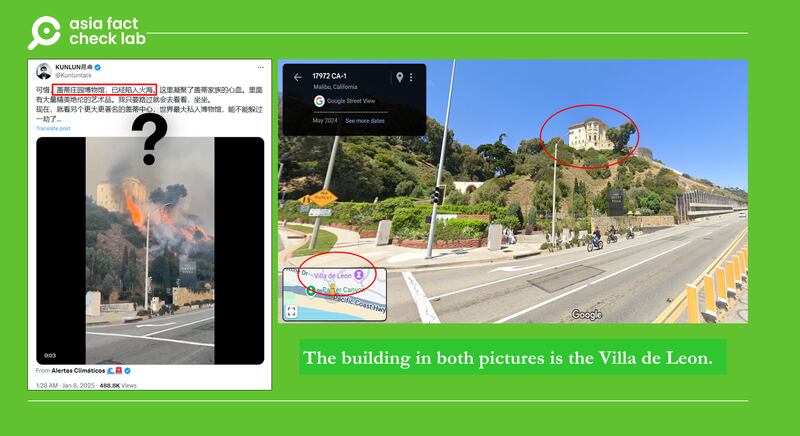 asia fact
check lab
KUNLUN昆侖
@Kunluntalk
可惜,盖蒂庄园博物馆,已经陷入火海。这里凝聚了盖蒂家族的心血。里面
有大量精美绝伦的艺术品。我只要路过就会去看看,坐坐。
现在,就看另个更大更著名的盖蒂中心,世界最大私人博物馆,能不能躲过
一劫了...
Translate post
?
0:03
From Alertas Climáticos
1:28 AM · Jan 8, 2025 · 488.8K Views
17972 CA-1
Malibu, California
Google Street View
May 2024 See more dates
Villa de Leon
Pacific Coast Hwy
Google
The building in both pictures is the Villa de Leon.